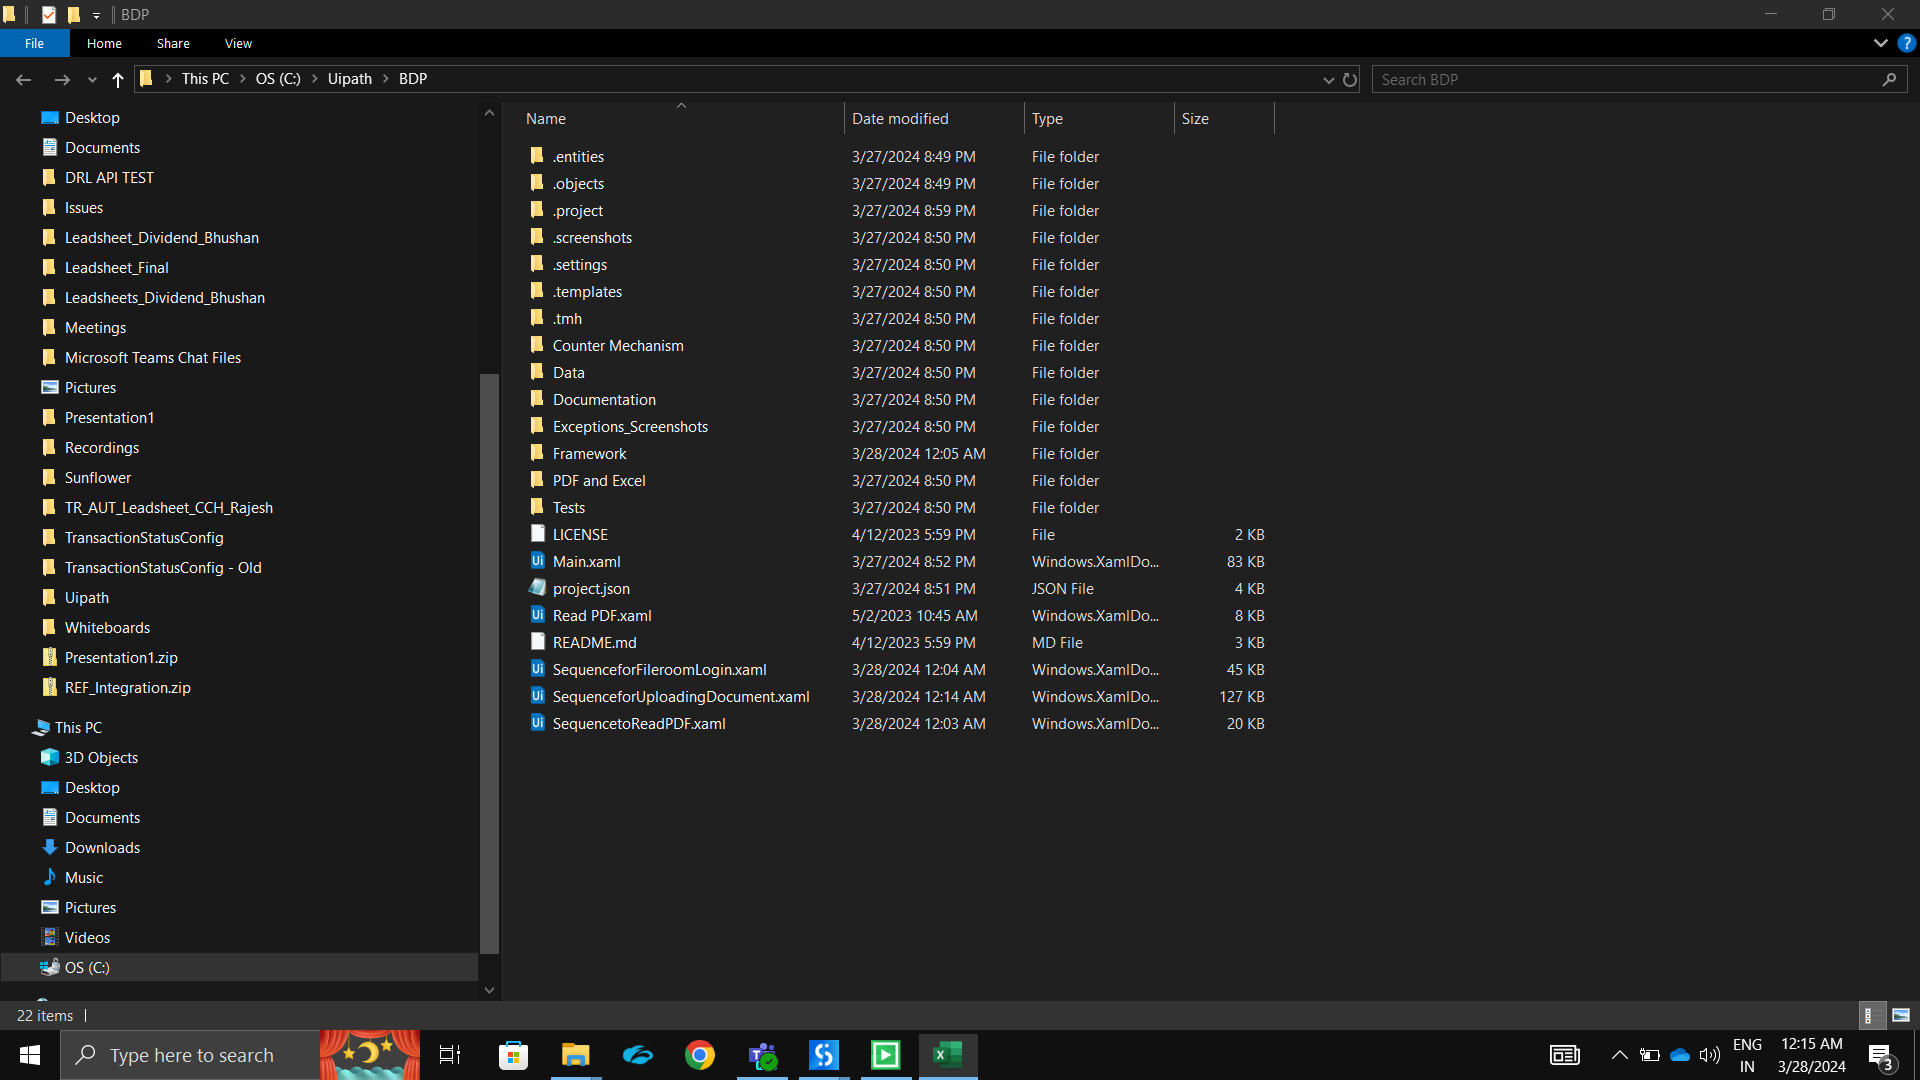 BDP
File Home Share View
This PC OS (C:) Uipath BDP
Search BDP
Desktop
Documents
DRL API TEST
Issues
Leadsheet_Dividend_Bhushan
Leadsheet_Final
Leadsheets_Dividend_Bhushan
Meetings
Microsoft Teams Chat Files
Pictures
Presentation1
Recordings
Sunflower
TR_AUT_Leadsheet_CCH_Rajesh
TransactionStatusConfig
TransactionStatusConfig - Old
Uipath
Whiteboards
Presentation1.zip
REF_Integration.zip
This PC
3D Objects
Desktop
Documents
Downloads
Music
Pictures
Videos
OS (C:)
Name Date modified Type Size
.entities 3/27/2024 8:49 PM File folder
.objects 3/27/2024 8:49 PM File folder
.project 3/27/2024 8:59 PM File folder
.screenshots 3/27/2024 8:50 PM File folder
.settings 3/27/2024 8:50 PM File folder
.templates 3/27/2024 8:50 PM File folder
.tmh 3/27/2024 8:50 PM File folder
Counter Mechanism 3/27/2024 8:50 PM File folder
Data 3/27/2024 8:50 PM File folder
Documentation 3/27/2024 8:50 PM File folder
Exceptions_Screenshots 3/27/2024 8:50 PM File folder
Framework 3/28/2024 12:05 AM File folder
PDF and Excel 3/27/2024 8:50 PM File folder
Tests 3/27/2024 8:50 PM File folder
LICENSE 4/12/2023 5:59 PM File 2 KB
Main.xaml 3/27/2024 8:52 PM Windows.XamlDo... 83 KB
project.json 3/27/2024 8:51 PM JSON File 4 KB
Read PDF.xaml 5/2/2023 10:45 AM Windows.XamlDo... 8 KB
README.md 4/12/2023 5:59 PM MD File 3 KB
SequenceforFileroomLogin.xaml 3/28/2024 12:04 AM Windows.XamlDo... 45 KB
SequenceforUploadingDocument.xaml 3/28/2024 12:14 AM Windows.XamlDo... 127 KB
SequencetoReadPDF.xaml 3/28/2024 12:03 AM Windows.XamlDo... 20 KB
22 items
Type here to search
ENG
IN
12:15 AM
3/28/2024
3